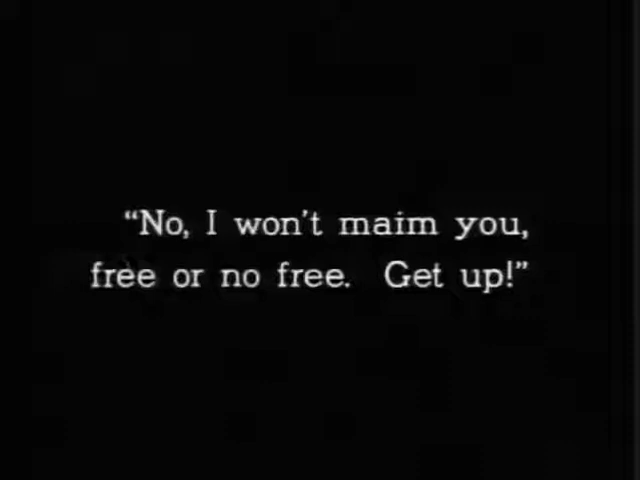 “No, I won't maim you,
free or no free. Get up!”